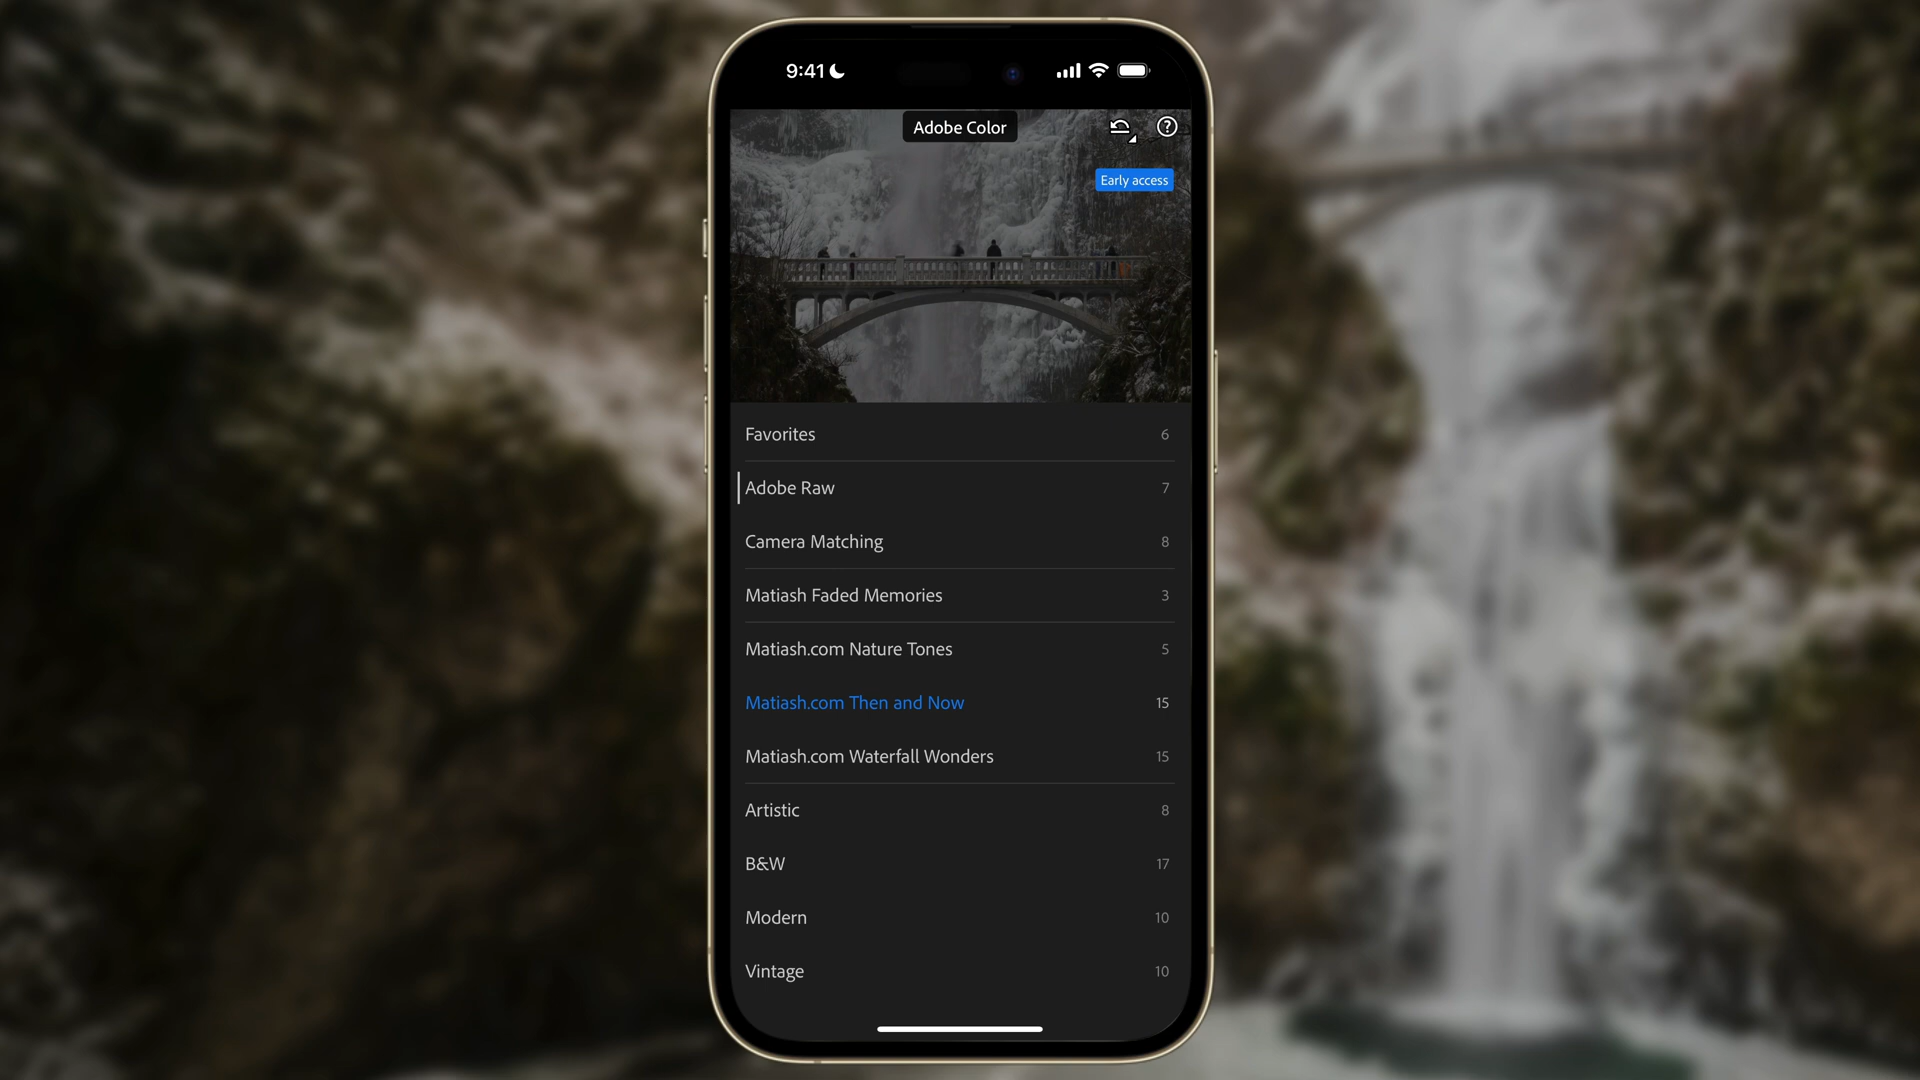 9:41
Adobe Color
Early access
Favorites 6
Adobe Raw 7
Camera Matching 8
Matiash Faded Memories 3
Matiash.com Nature Tones 5
Matiash.com Then and Now 15
Matiash.com Waterfall Wonders 15
Artistic 8
B&W 17
Modern 10
Vintage 10